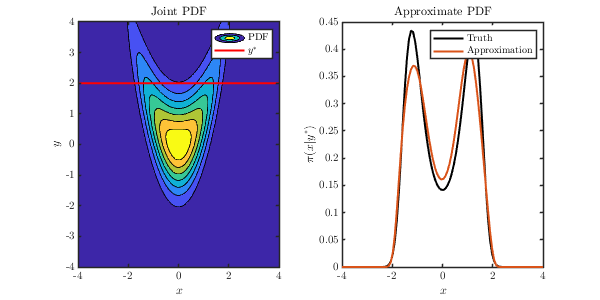 Joint PDF
PDF
y*
4
3
2
1
0
-1
-2
-3
-4
y
-4
-2
0
2
4
x
Approximate PDF
Truth
Approximation
0.45
0.4
0.35
0.3
0.25
0.2
0.15
0.1
0.05
0
π(x|y*)
-4
-2
0
2
4
x